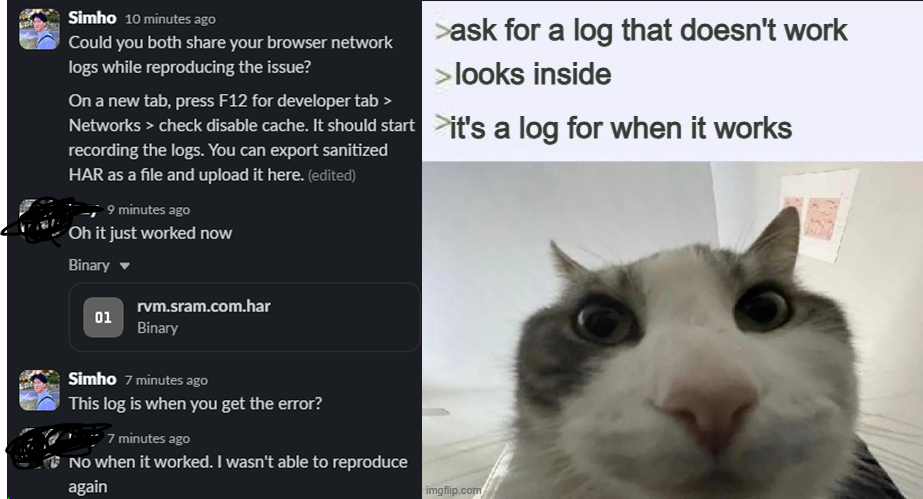 Simho 10 minutes ago
Could you both share your browser network
logs while reproducing the issue?
On a new tab, press F12 for developer tab >
Networks > check disable cache. It should start
recording the logs. You can export sanitized
HAR as a file and upload it here. (edited)
9 minutes ago
Oh it just worked now
Binary
01
rvm.sram.com.har
Binary
Simho 7 minutes ago
This log is when you get the error?
7 minutes ago
No when it worked. I wasn't able to reproduce
again
>ask for a log that doesn't work
>looks inside
>it's a log for when it works
imgflip.com